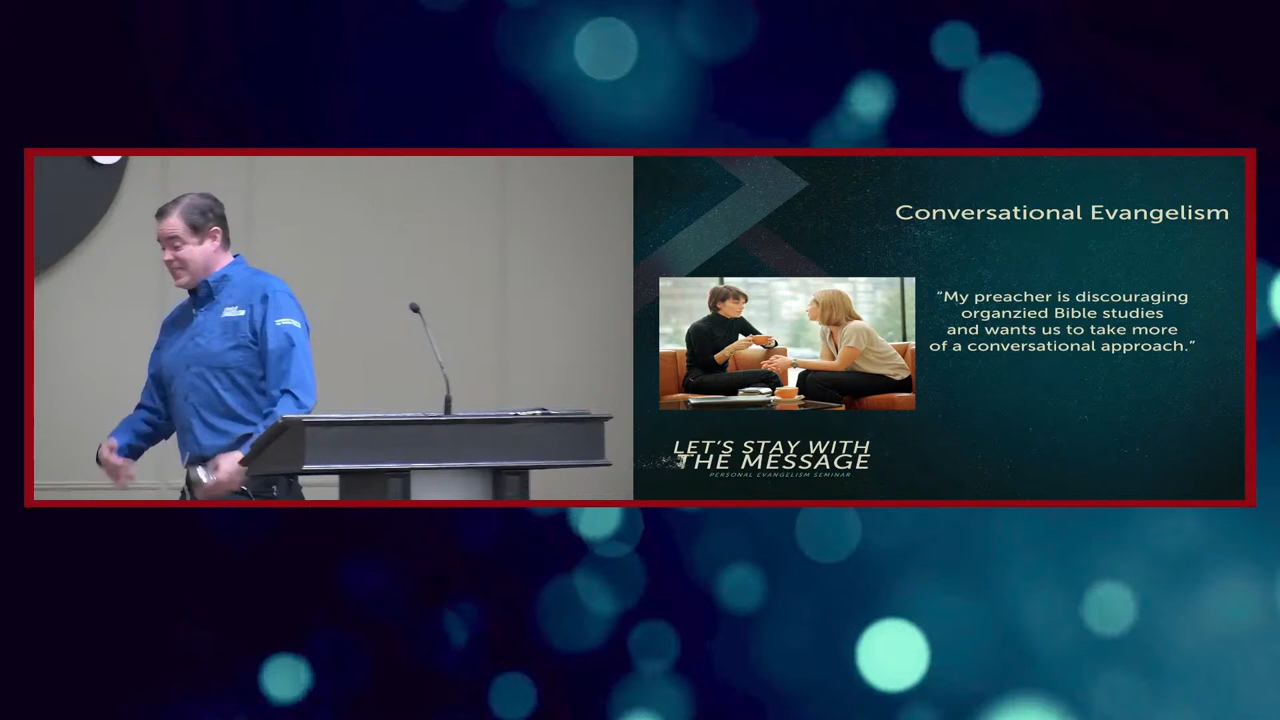 Conversational Evangelism
“My preacher is discouraging
organzied Bible studies
and wants us to take more
of a conversational approach.”
LET'S STAY WITH
THE MESSAGE
PERSONAL EVANGELISM SEMINAR